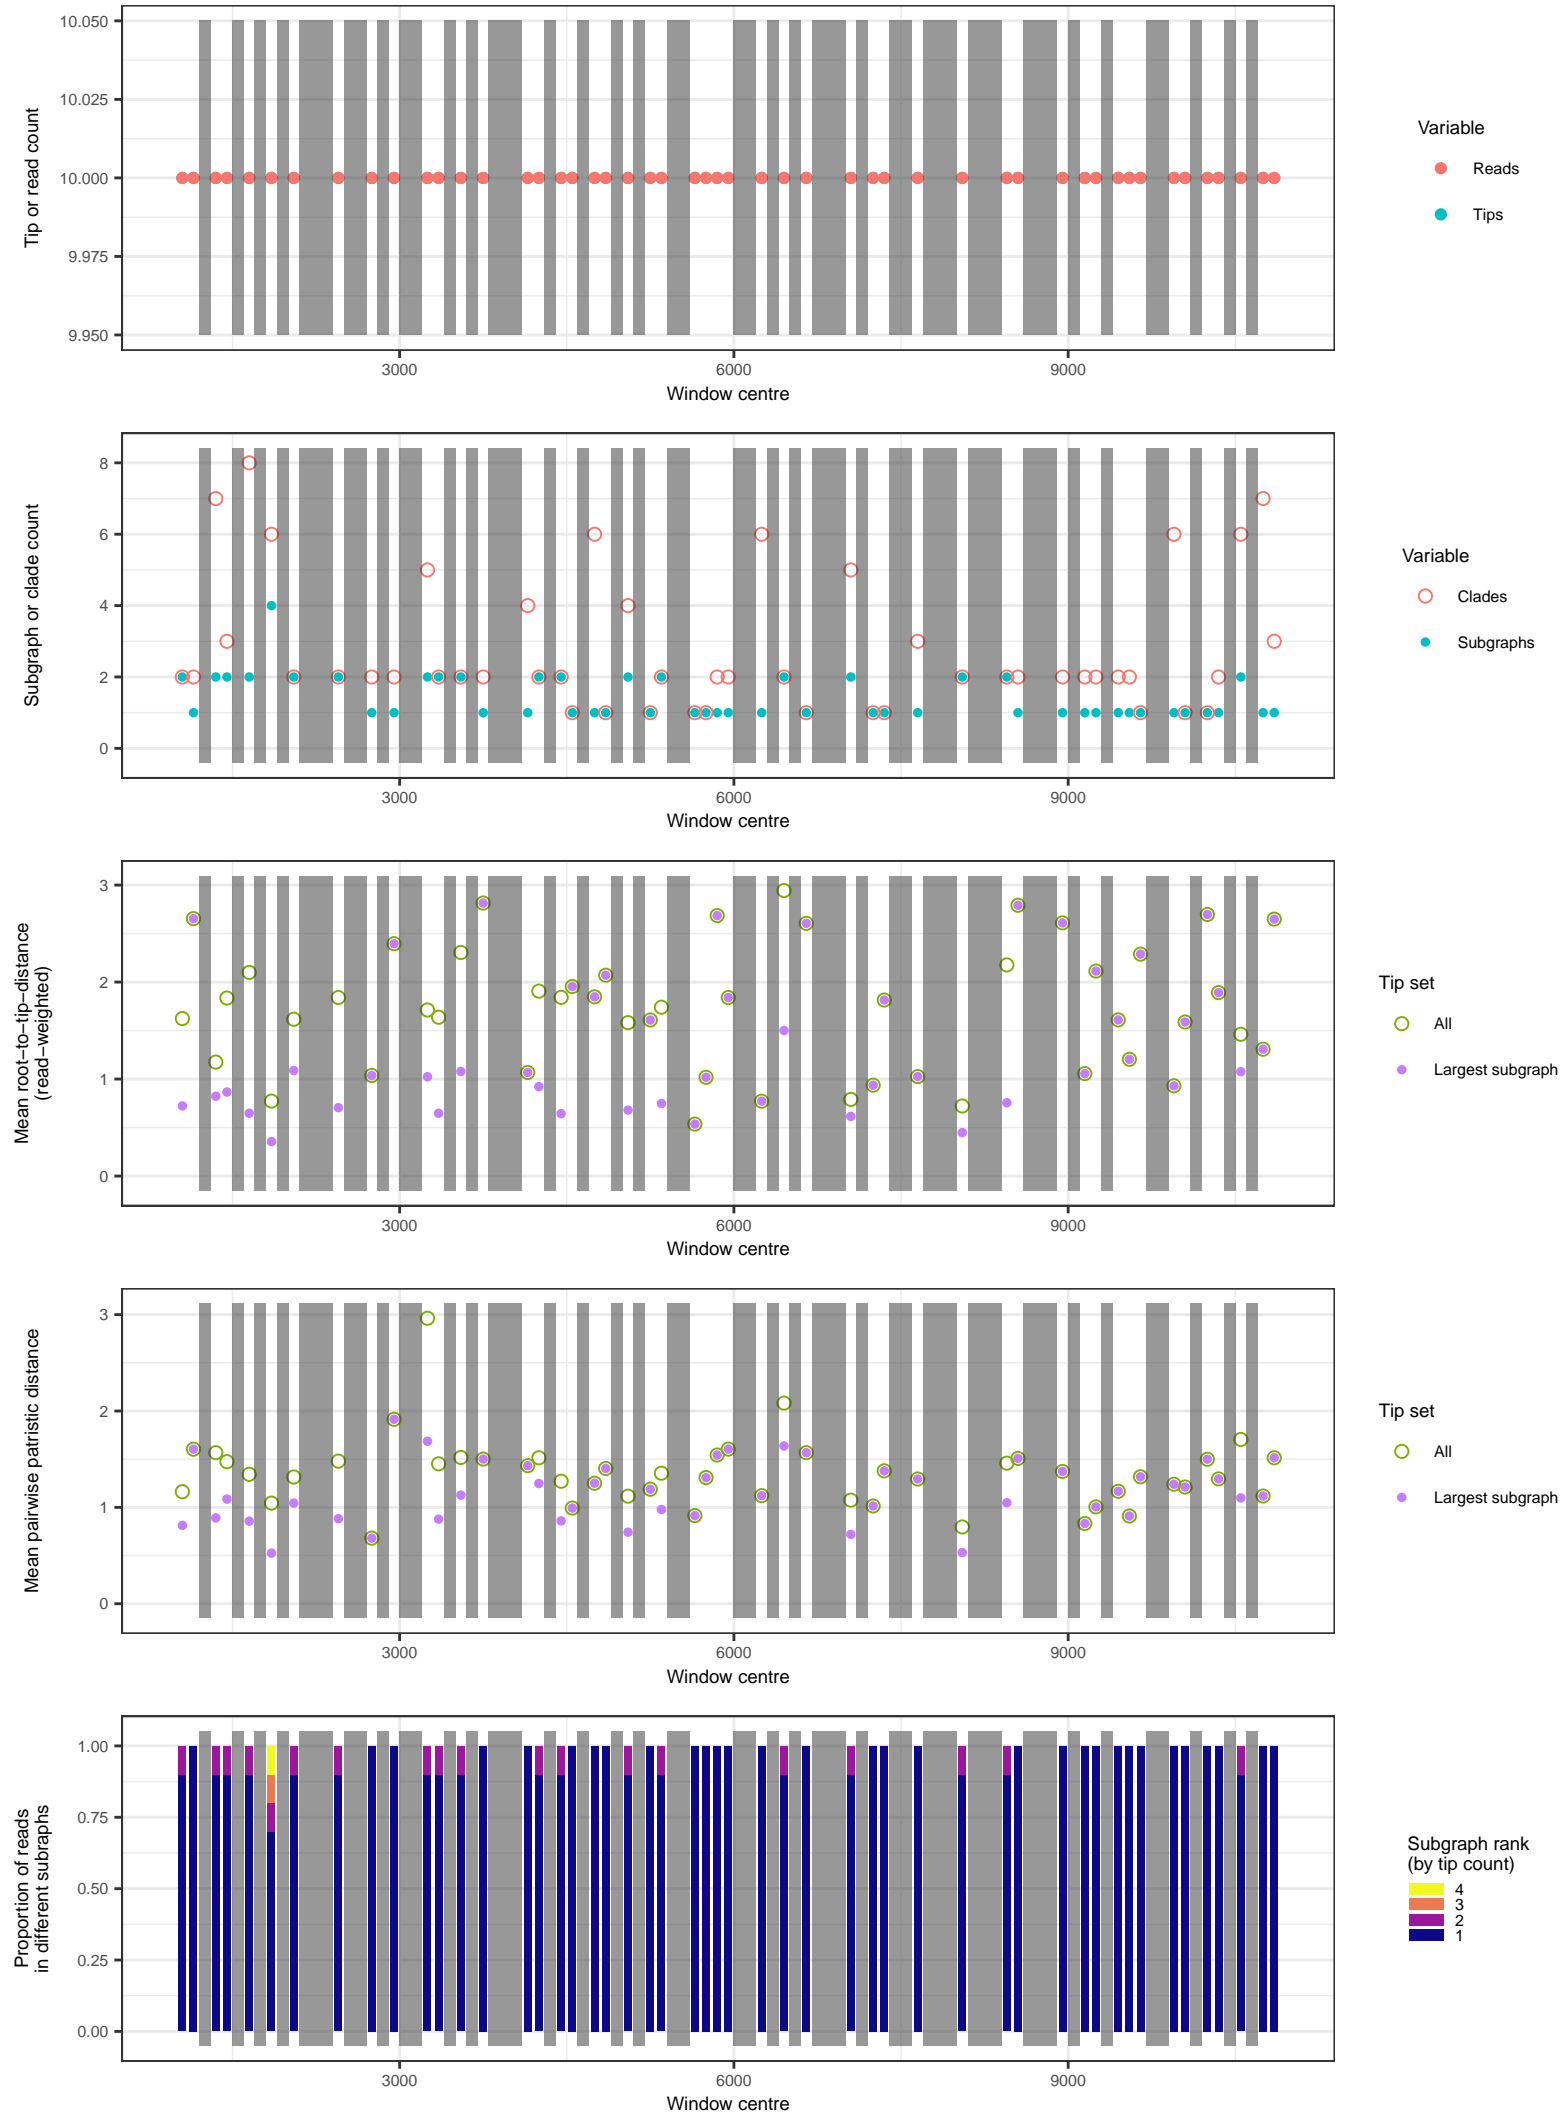 10.050
10.025
10.000
9.975
9.950
Tip or read count
3000
6000
9000
Window centre
Variable
Reads
Tips
8
6
4
2
0
Subgraph or clade count
3000
6000
9000
Window centre
Variable
Clades
Subgraphs
3
2
1
0
Mean root−to−tip−distance
(read−weighted)
3000
6000
9000
Window centre
Tip set
All
Largest subgraph
3
2
1
0
Mean pairwise patristic distance
3000
6000
9000
Window centre
Tip set
All
Largest subgraph
1.00
0.75
0.50
0.25
0.00
Proportion of reads
in different subraphs
3000
6000
9000
Window centre
Subgraph rank
(by tip count)
4
3
2
1